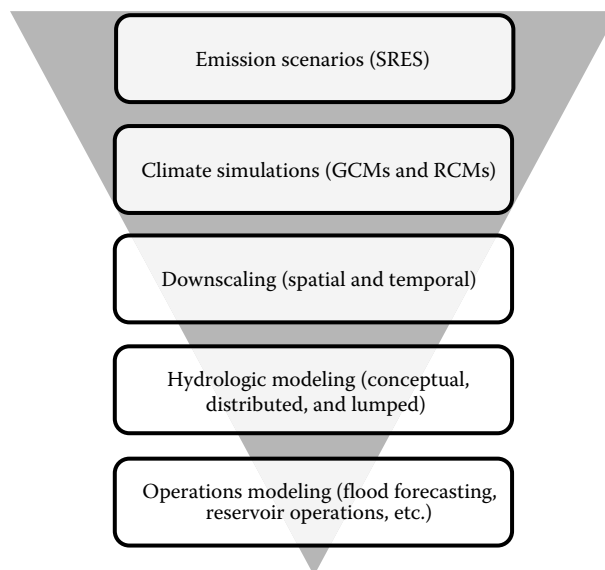 Emission scenarios (SRES)
Climate simulations (GCMs and RCMs)
Downscaling (spatial and temporal)
Hydrologic modeling (conceptual,
distributed, and lumped)
Operations modeling (flood forecasting,
reservoir operations, etc.)